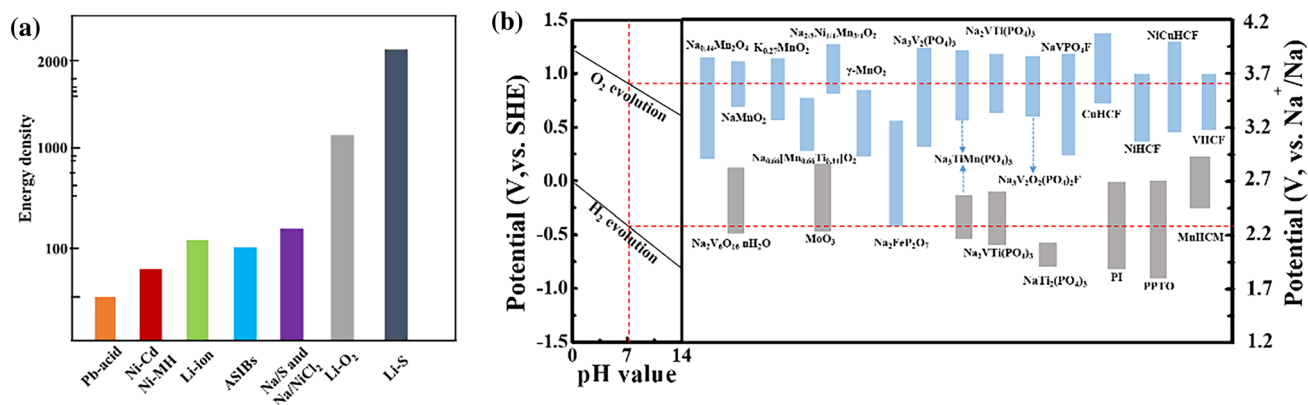 (a)
Energy density
2000
1000
100
Pb-acid
Ni-Cd
Ni-MH
Li-ion
ASIBs
Na/S and
Na/NiCl2
Li-O2
Li-S
(b)
Potential (V,vs. SHE)
1.5
1.0
0.5
0.0
-0.5
-1.0
-1.5
O2 evolution
H2 evolution
0
7
14
pH value
Na0.44Mn2O4
K0.27MnO2
Na2/3Ni1/4Mn3/4O2
Na3V2(PO4)3
Na2VTi(PO4)3
NaVPO4F
NiCuHCF
γ-MnO2
NaMnO2
CuHCF
NiHCF
VHCF
Na0.66[Mn0.66Ti0.34]O2
Na3TiMn(PO4)3
Na3V2O2(PO4)2F
Na2V6O16 nH2O
MoO3
Na2FeP2O7
Na2VTi(PO4)3
NaTi2(PO4)3
PI
PPTO
MnHCM
4.2
3.7
3.2
2.7
2.2
1.7
1.2
Potential (V, vs. Na+/Na)